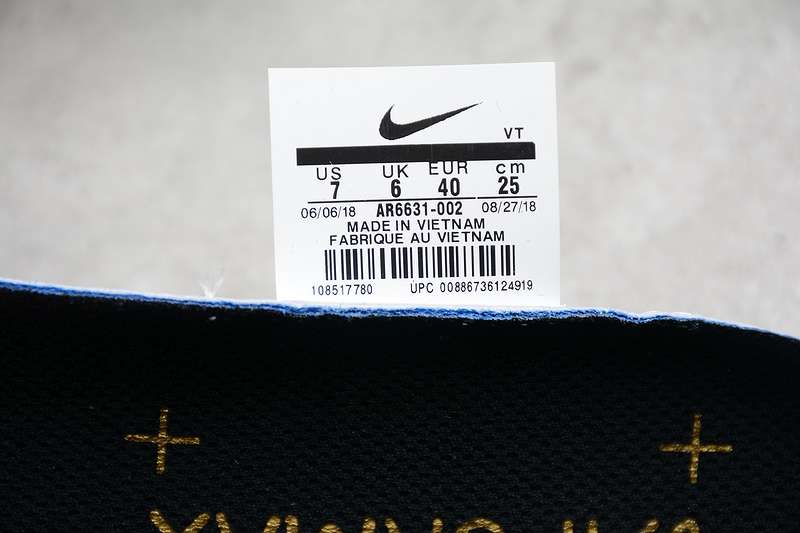 VT
US UK EUR cm
7 6 40 25
06/06/18 AR6631-002 08/27/18
MADE IN VIETNAM
FABRIQUE AU VIETNAM
108517780 UPC 00886736124919